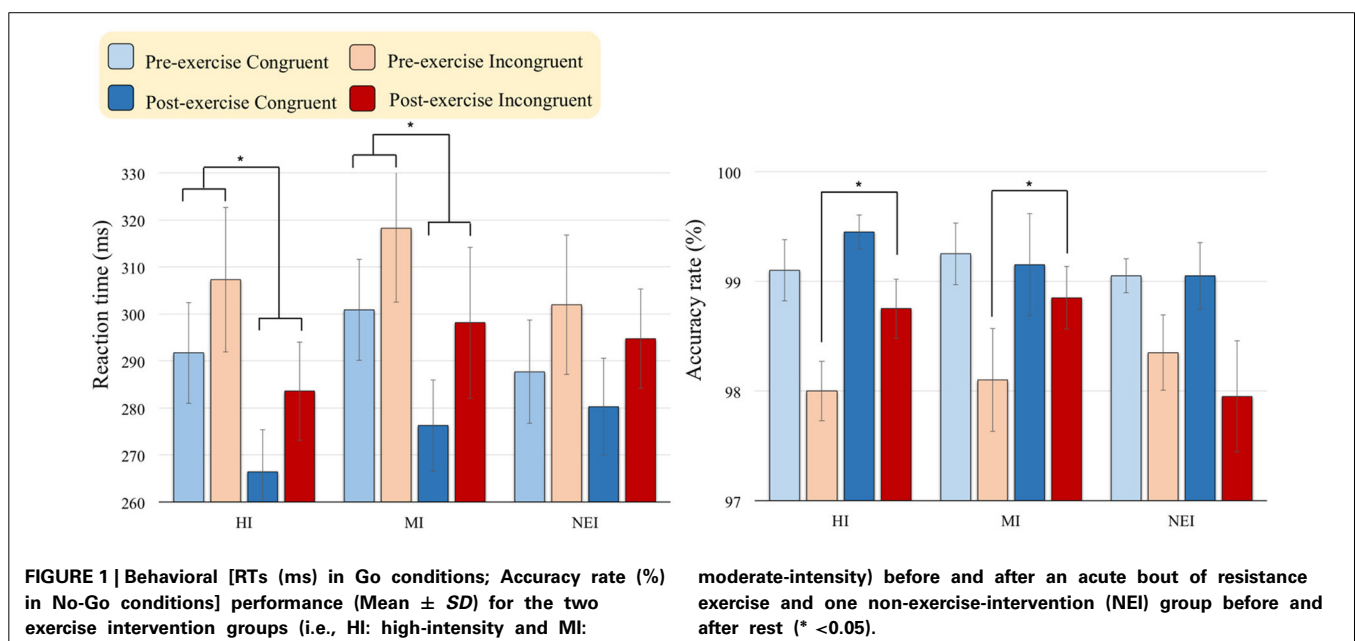 Pre-exercise Congruent
Pre-exercise Incongruent
Post-exercise Congruent
Post-exercise Incongruent
Reaction time (ms)
330
320
310
300
290
280
270
260
*
*
HI
MI
NEI
Accuracy rate (%)
100
99
98
97
*
*
HI
MI
NEI
FIGURE 1 | Behavioral [RTs (ms) in Go conditions; Accuracy rate (%)
in No-Go conditions] performance (Mean ± SD) for the two
exercise intervention groups (i.e., HI: high-intensity and MI:
moderate-intensity) before and after an acute bout of resistance
exercise and one non-exercise-intervention (NEI) group before and
after rest (* <0.05).